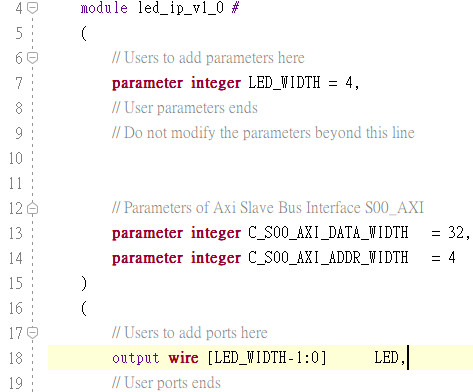 4 module led_ip_v1_0 #
5 (
6 // Users to add parameters here
7 parameter integer LED_WIDTH = 4,
8 // User parameters ends
9 // Do not modify the parameters beyond this line
10
11
12 // Parameters of Axi Slave Bus Interface S00_AXI
13 parameter integer C_S00_AXI_DATA_WIDTH = 32,
14 parameter integer C_S00_AXI_ADDR_WIDTH = 4
15 )
16 (
17 // Users to add ports here
18 output wire [LED_WIDTH-1:0] LED,
19 // User ports ends